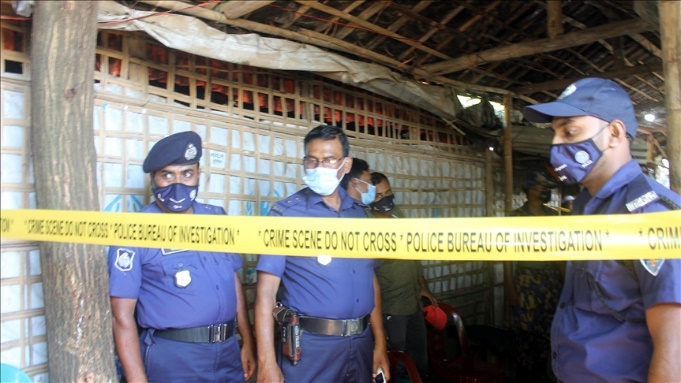 * CRIME SCENE DO NOT CROSS * POLICE BUREAU OF INVESTIGATION * CRIME SCENE DO NOT CROSS * POLICE BUREAU OF INVESTIGATION * CRIM